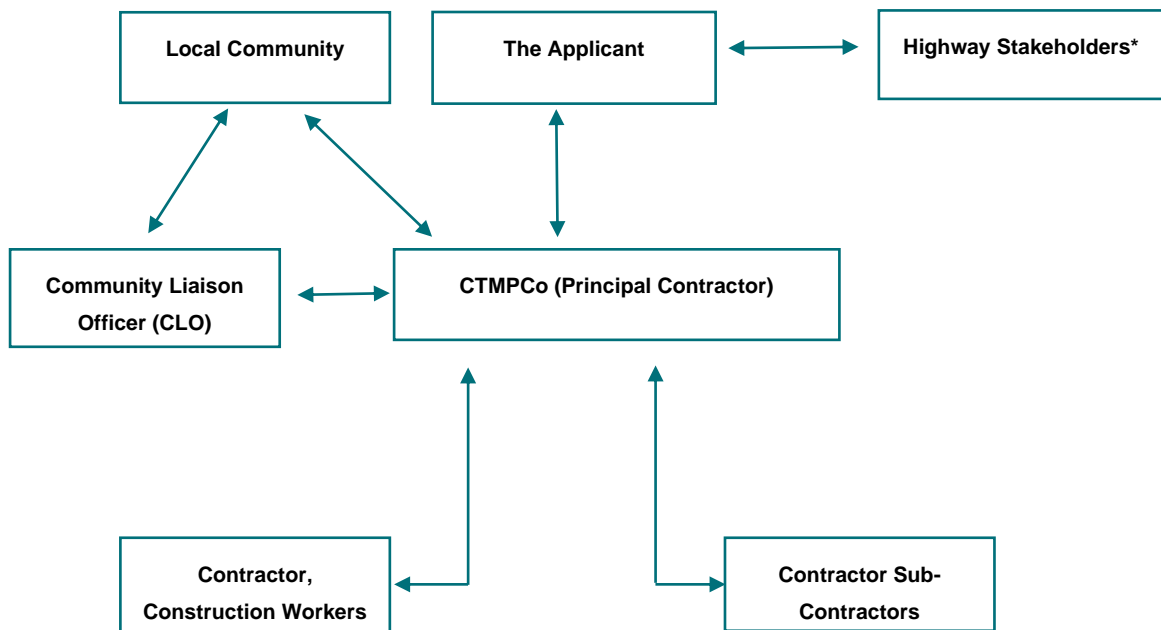 Local Community
The Applicant
Highway Stakeholders*
Community Liaison
Officer (CLO)
CTMPCo (Principal Contractor)
Contractor,
Construction Workers
Contractor Sub-
Contractors